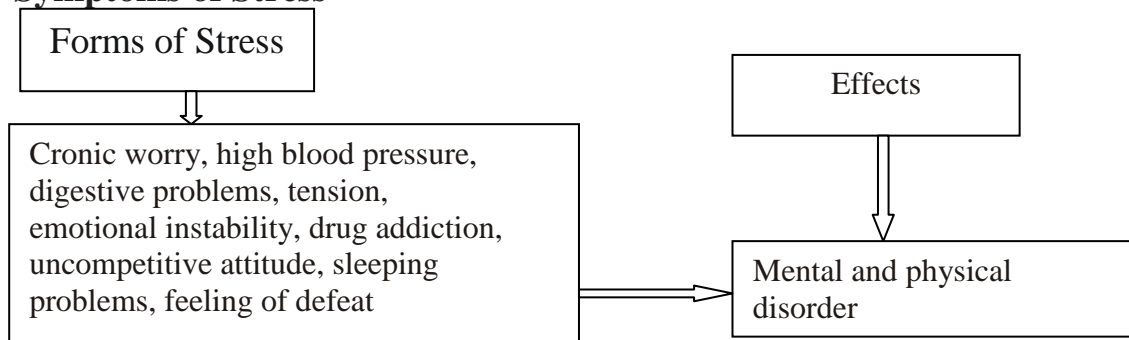 Symptoms of Stress
Forms of Stress
Effects
Cronic worry, high blood pressure,
digestive problems, tension,
emotional instability, drug addiction,
uncompetitive attitude, sleeping
problems, feeling of defeat
Mental and physical
disorder